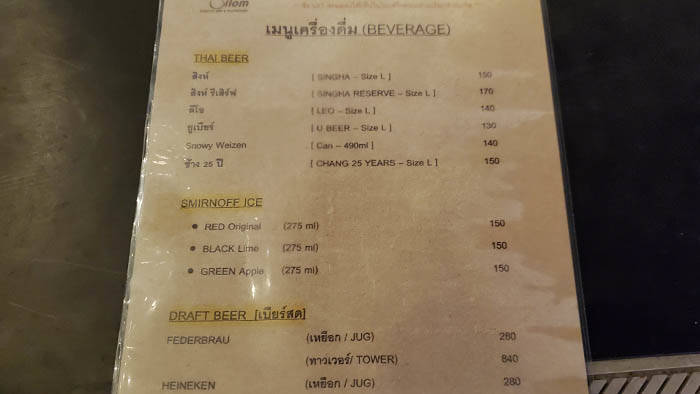 Silom
เมนูเครื่องดื่ม (BEVERAGE)
THAI BEER
สิงห์ [ SINGHA – Size L ] 150
สิงห์ รีเสิร์ฟ [ SINGHA RESERVE – Size L ] 170
ลีโอ [ LEO – Size L ] 140
ยูเบียร์ [ U BEER – Size L ] 130
Snowy Weizen [ Can – 490ml ] 140
ช้าง 25 ปี [ CHANG 25 YEARS – Size L ] 150
SMIRNOFF ICE
• RED Original (275 ml) 150
• BLACK Lime (275 ml) 150
• GREEN Apple (275 ml) 150
DRAFT BEER [เบียร์สด]
FEDERBRAU (เหยือก / JUG) 280
(ทาวเวอร์/ TOWER) 840
HEINEKEN (เหยือก / JUG) 280